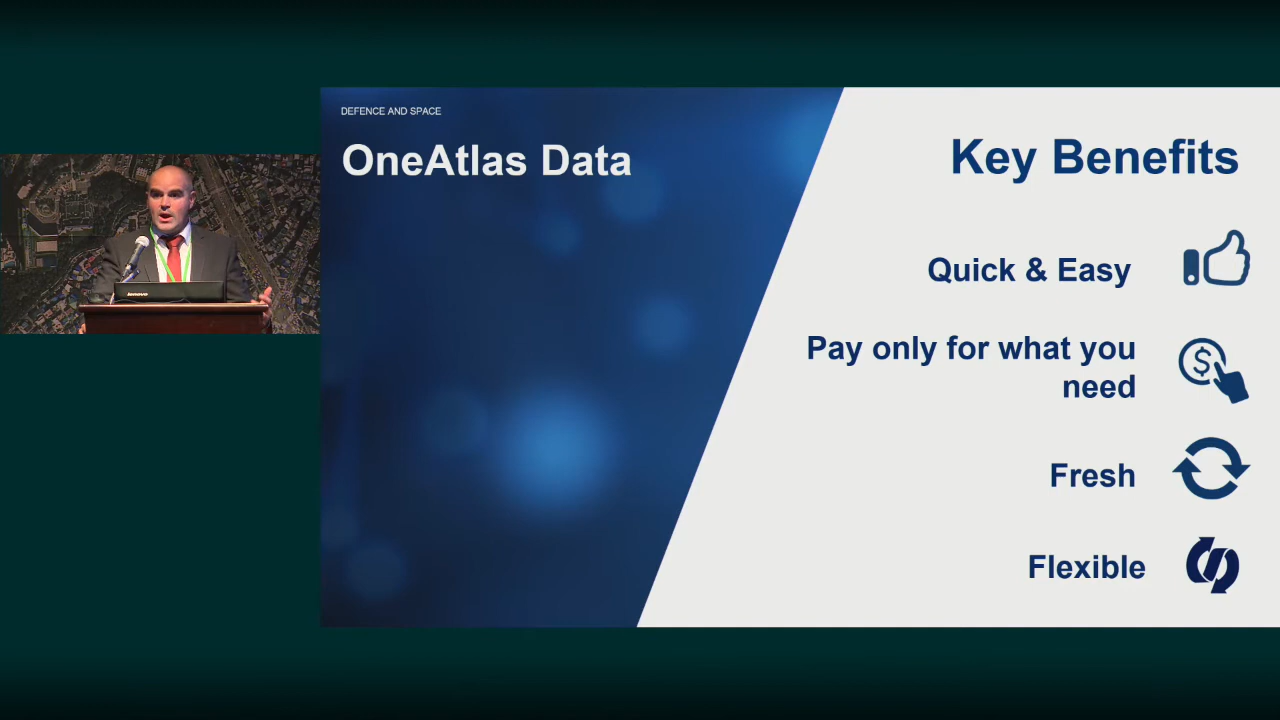 DEFENCE AND SPACE
OneAtlas Data
Key Benefits
Quick & Easy
Pay only for what you
need
Fresh
Flexible
lenovo